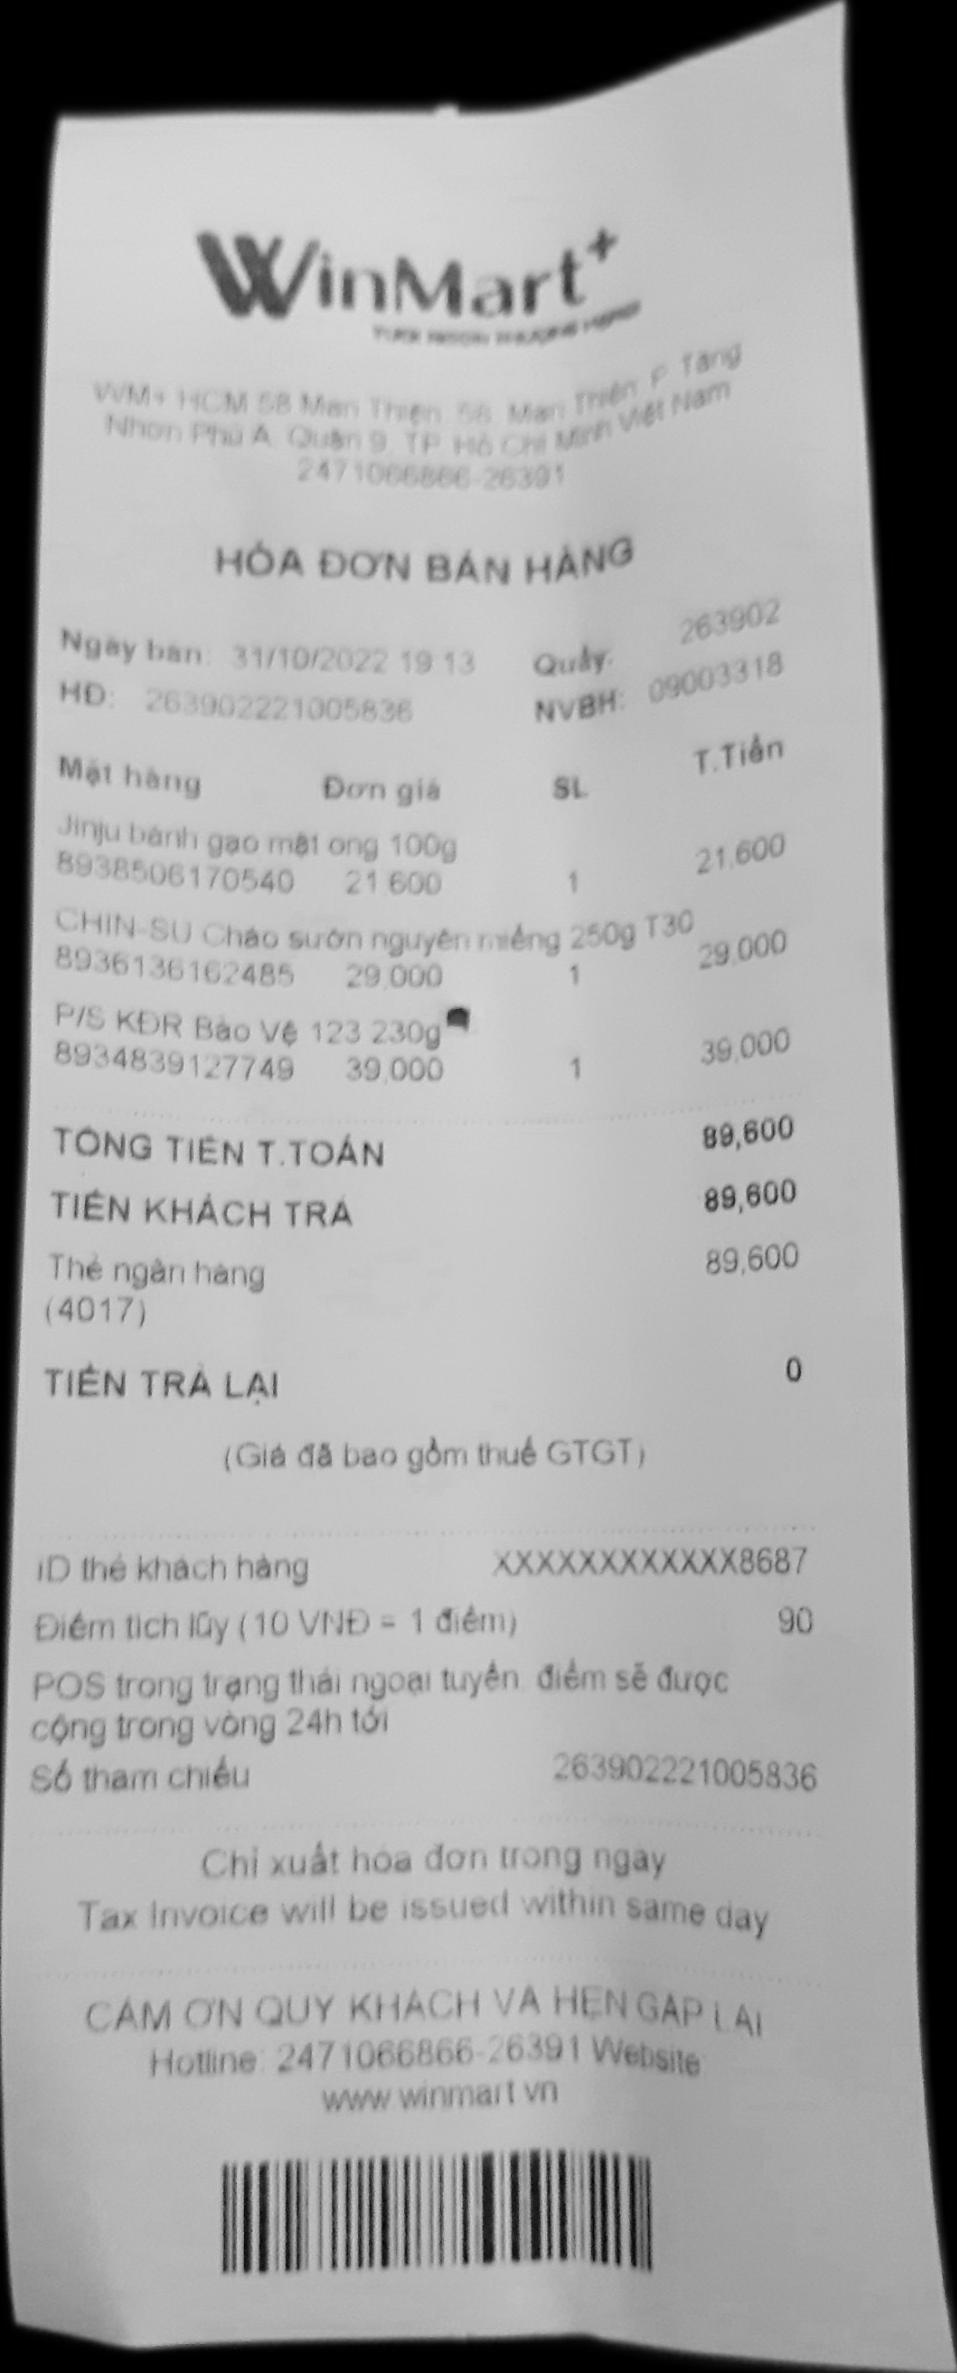 WinMart+
WM+ HCM 58 Man Thiện, 58, Man Thiện, P. Tăng
Nhơn Phú A, Quận 9, TP. Hồ Chí Minh Việt Nam
2471066866-26391
HÓA ĐƠN BÁN HÀNG
Ngày bán: 31/10/2022 19:13 Quầy: 263902
HĐ: 263902221005836 NVBH: 09003318
Mặt hàng Đơn giá SL T.Tiền
Jinju bánh gạo mật ong 100g
8938506170540 21.600 1 21,600
CHIN-SU Cháo sườn nguyên miếng 250g T30
8936136162485 29,000 1 29,000
P/S KĐR Bảo Vệ 123 230g
8934839127749 39,000 1 39,000
TỔNG TIỀN T.TOÁN 89,600
TIỀN KHÁCH TRẢ 89,600
Thẻ ngân hàng 89,600
(4017)
TIỀN TRẢ LẠI 0
(Giá đã bao gồm thuế GTGT)
ID thẻ khách hàng XXXXXXXXXXXX8687
Điểm tích lũy (10 VNĐ = 1 điểm) 90
POS trong trạng thái ngoại tuyến, điểm sẽ được
cộng trong vòng 24h tới
Số tham chiếu 263902221005836
Chỉ xuất hóa đơn trong ngày
Tax Invoice will be issued within same day
CẢM ƠN QUÝ KHÁCH VÀ HẸN GẶP LẠI
Hotline: 2471066866-26391 Website:
www.winmart.vn